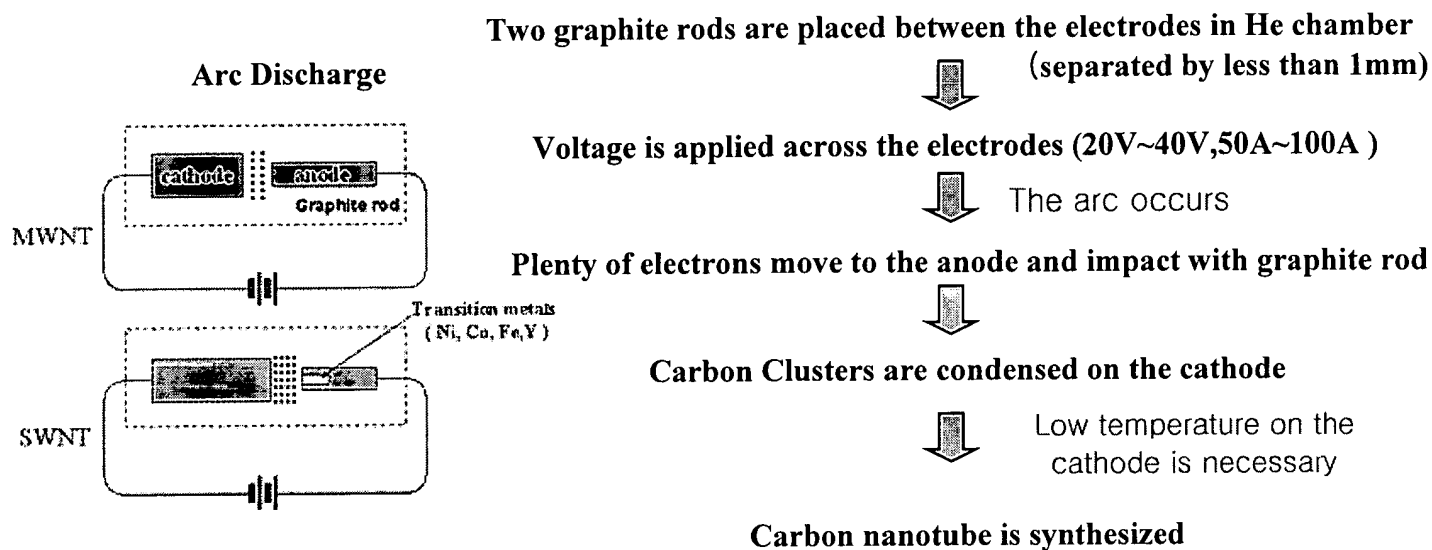 Arc Discharge
cathode
anode
Graphite rod
MWNT
Transition metals
( Ni, Co, Fe, Y )
SWNT
Two graphite rods are placed between the electrodes in He chamber
(separated by less than 1mm)
Voltage is applied across the electrodes (20V~40V,50A~100A )
The arc occurs
Plenty of electrons move to the anode and impact with graphite rod
Carbon Clusters are condensed on the cathode
Low temperature on the
cathode is necessary
Carbon nanotube is synthesized